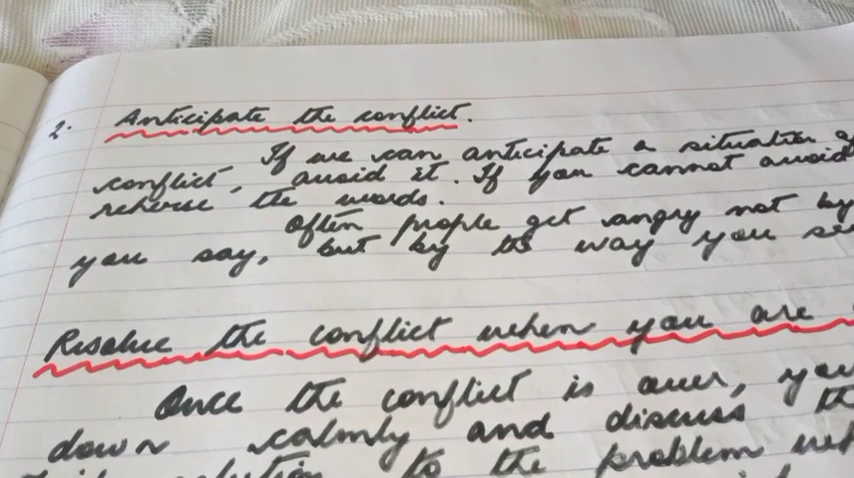 2. Anticipate the conflict.
If we can anticipate a situation of
conflict, avoid it. If you cannot avoid
reherse the words.
Often people get angry not by
you say, but by the way you
Resolve the conflict when you are
Once the conflict is over, you
down calmly and discuss
to the problem